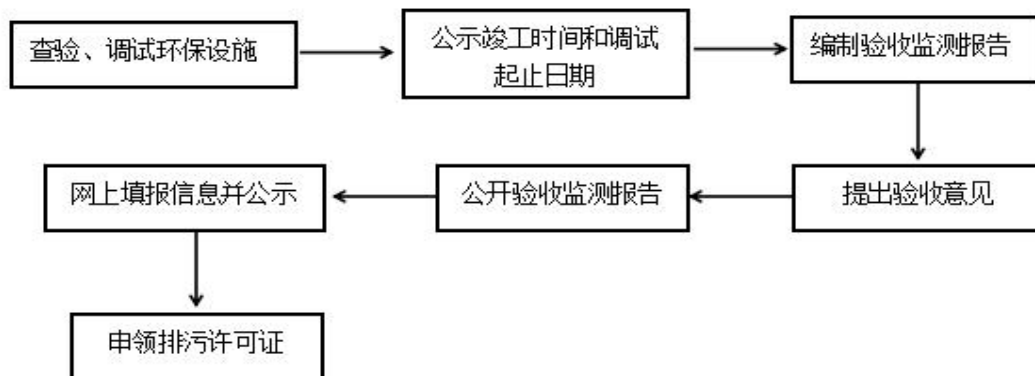 查验、调试环保设施
公示竣工时间和调试
起止日期
编制验收监测报告
提出验收意见
公开验收监测报告
网上填报信息并公示
申领排污许可证